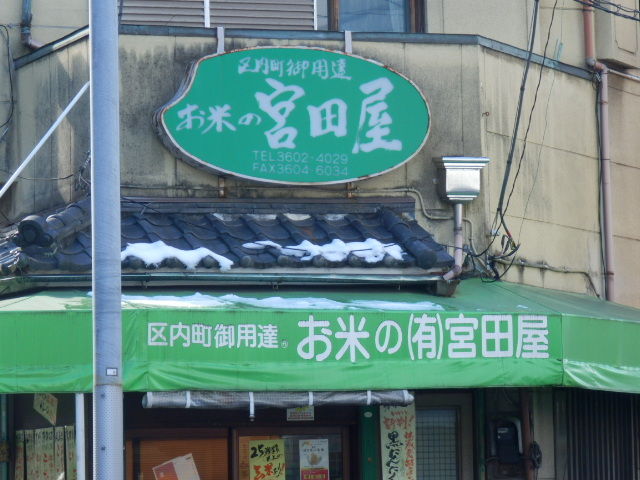 区内町御用達
お米の宮田屋
TEL3602-4029
FAX3604-6034
区内町御用達 お米の(有)宮田屋